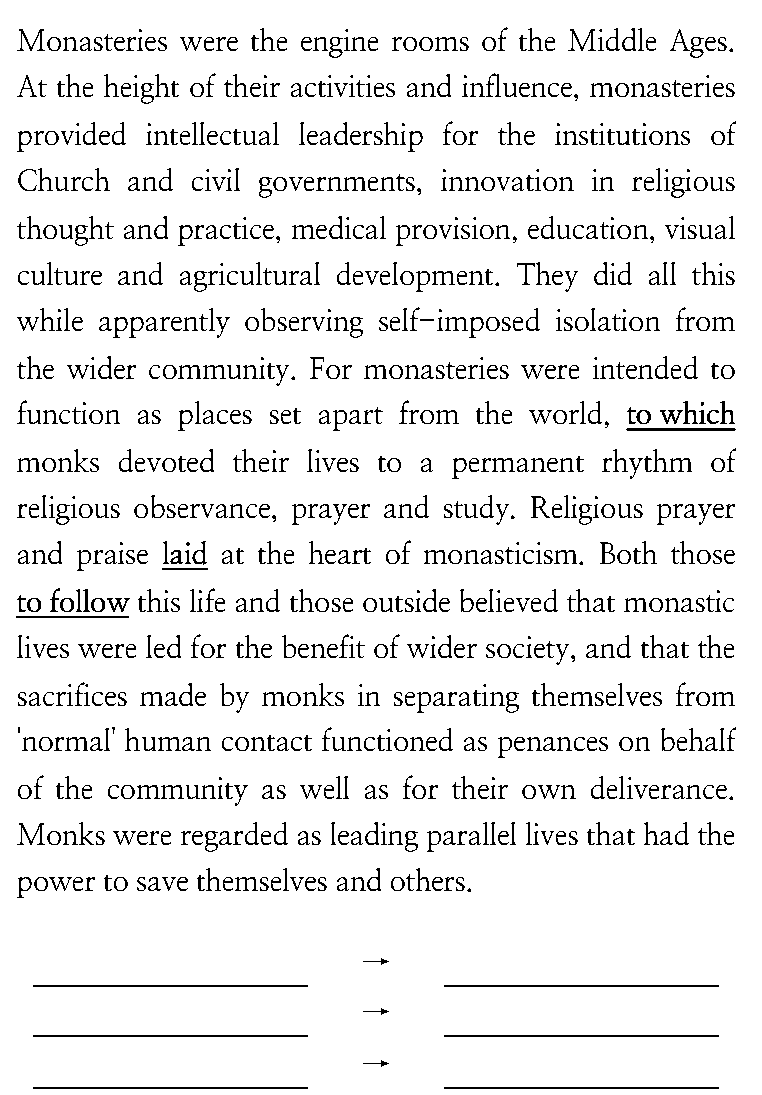 Monasteries were the engine rooms of the Middle Ages.
At the height of their activities and influence, monasteries
provided intellectual leadership for the institutions of
Church and civil governments, innovation in religious
thought and practice, medical provision, education, visual
culture and agricultural development. They did all this
while apparently observing self-imposed isolation from
the wider community. For monasteries were intended to
function as places set apart from the world, to which
monks devoted their lives to a permanent rhythm of
religious observance, prayer and study. Religious prayer
and praise laid at the heart of monasticism. Both those
to follow this life and those outside believed that monastic
lives were led for the benefit of wider society, and that the
sacrifices made by monks in separating themselves from
'normal' human contact functioned as penances on behalf
of the community as well as for their own deliverance.
Monks were regarded as leading parallel lives that had the
power to save themselves and others.
→
→
→